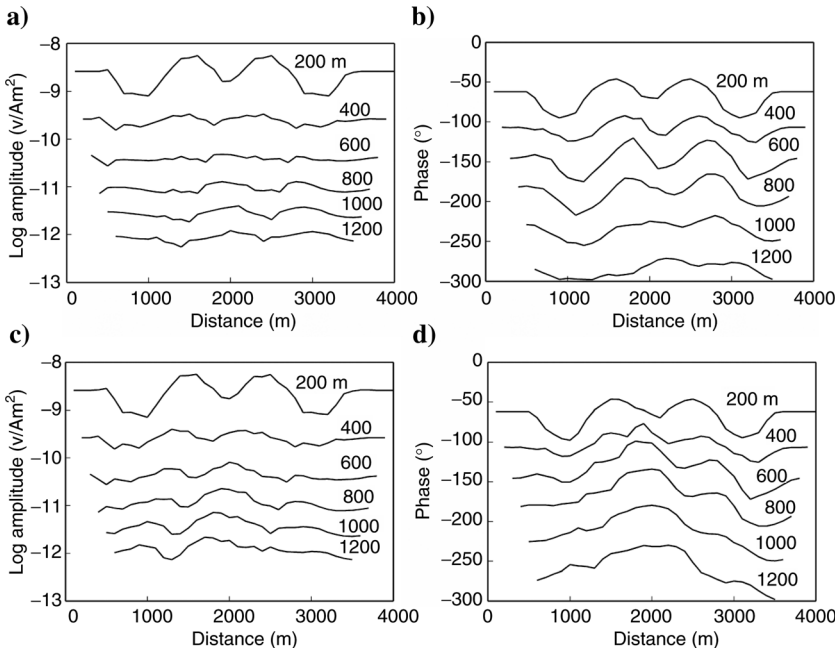 a)
Log amplitude (v/Am²)
−8
−9
−10
−11
−12
−13
200 m
400
600
800
1000
1200
0 1000 2000 3000 4000
Distance (m)
b)
Phase (°)
0
−50
−100
−150
−200
−250
−300
200 m
400
600
800
1000
1200
0 1000 2000 3000 4000
Distance (m)
c)
Log amplitude (v/Am²)
−8
−9
−10
−11
−12
−13
200 m
400
600
800
1000
1200
0 1000 2000 3000 4000
Distance (m)
d)
Phase (°)
0
−50
−100
−150
−200
−250
−300
200 m
400
600
800
1000
1200
0 1000 2000 3000 4000
Distance (m)